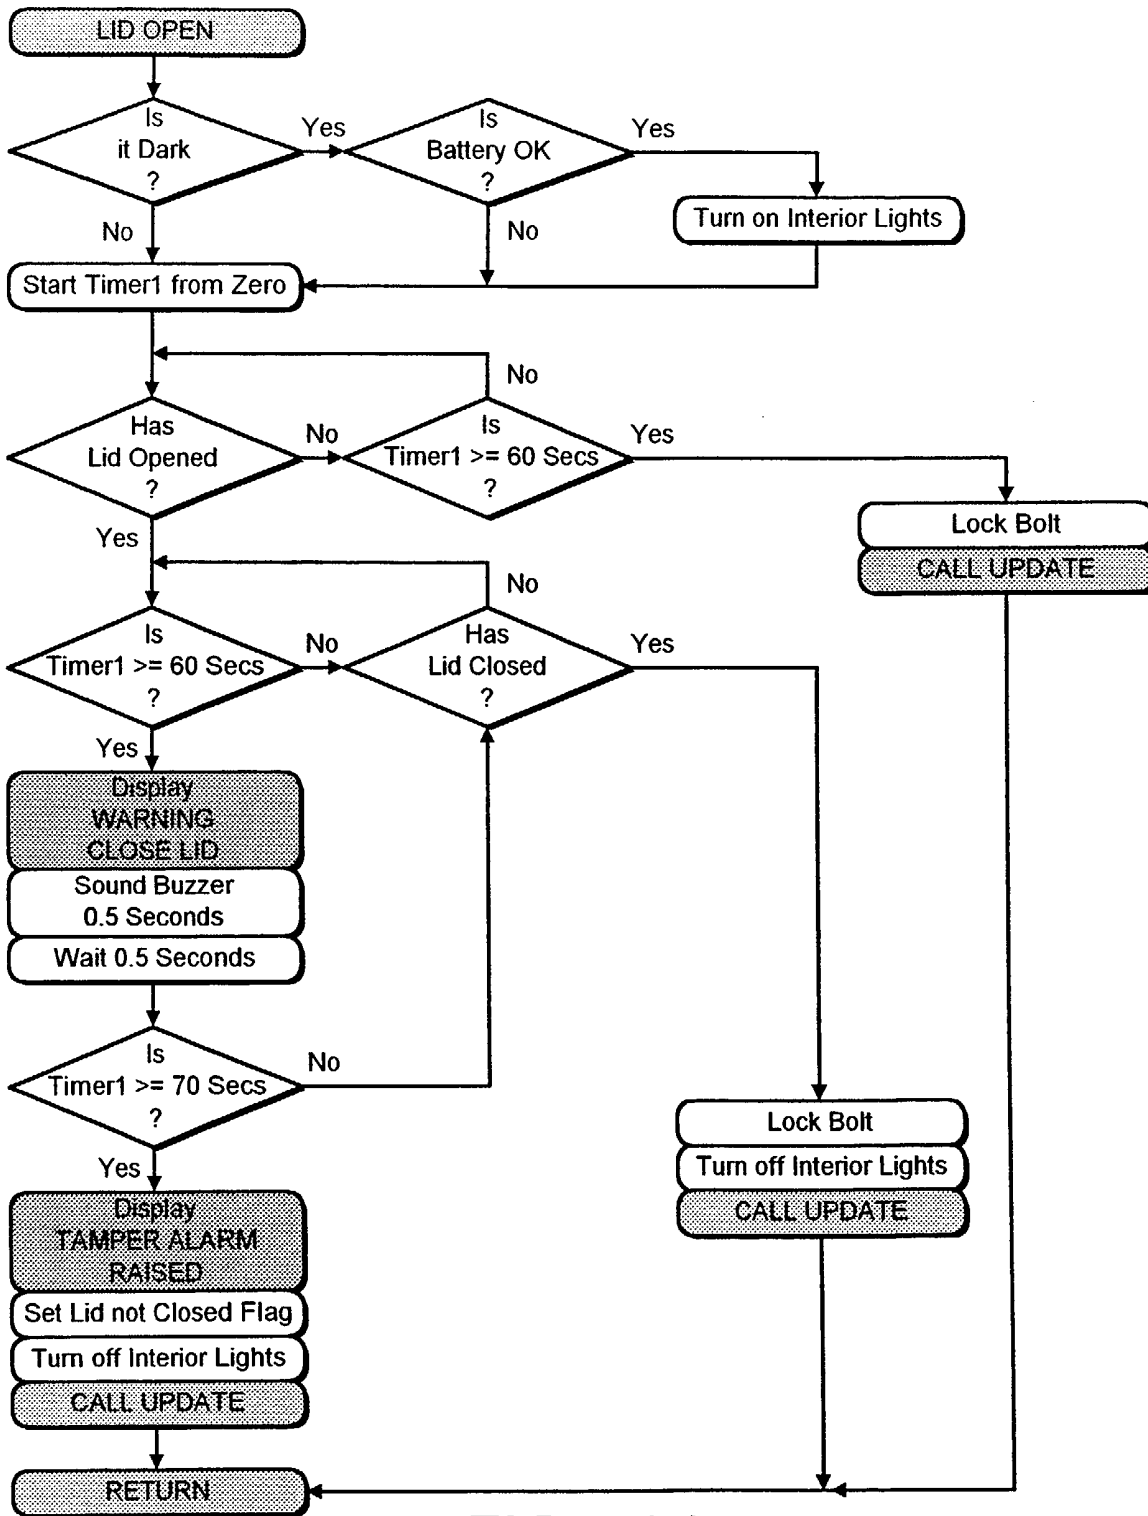 LID OPEN
Is
it Dark
?
Yes
Is
Battery OK
?
Yes
Turn on Interior Lights
No
No
Start Timer1 from Zero
No
Has
Lid Opened
?
No
Is
Timer1 >= 60 Secs
?
Yes
Lock Bolt
CALL UPDATE
Yes
No
Is
Timer1 >= 60 Secs
?
No
Has
Lid Closed
?
Yes
Yes
Display
WARNING
CLOSE LID
Sound Buzzer
0.5 Seconds
Wait 0.5 Seconds
Is
Timer1 >= 70 Secs
?
No
Lock Bolt
Turn off Interior Lights
CALL UPDATE
Yes
Display
TAMPER ALARM
RAISED
Set Lid not Closed Flag
Turn off Interior Lights
CALL UPDATE
RETURN